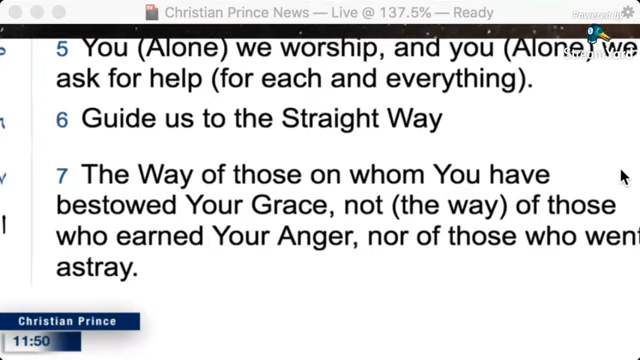 Christian Prince News — Live @ 137.5% — Ready
Powered by
StreamYard
5 You (Alone) we worship, and you (Alone) we
ask for help (for each and everything).
6 Guide us to the Straight Way
7 The Way of those on whom You have
bestowed Your Grace, not (the way) of those
who earned Your Anger, nor of those who went
astray.
Christian Prince
11:50